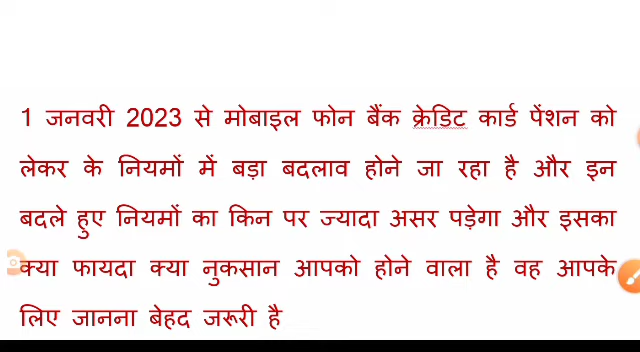 1 जनवरी 2023 से मोबाइल फोन बैंक क्रेडिट कार्ड पेंशन को
लेकर के नियमों में बड़ा बदलाव होने जा रहा है और इन
बदले हुए नियमों का किन पर ज्यादा असर पड़ेगा और इसका
क्या फायदा क्या नुकसान आपको होने वाला है वह आपके
लिए जानना बेहद जरूरी है